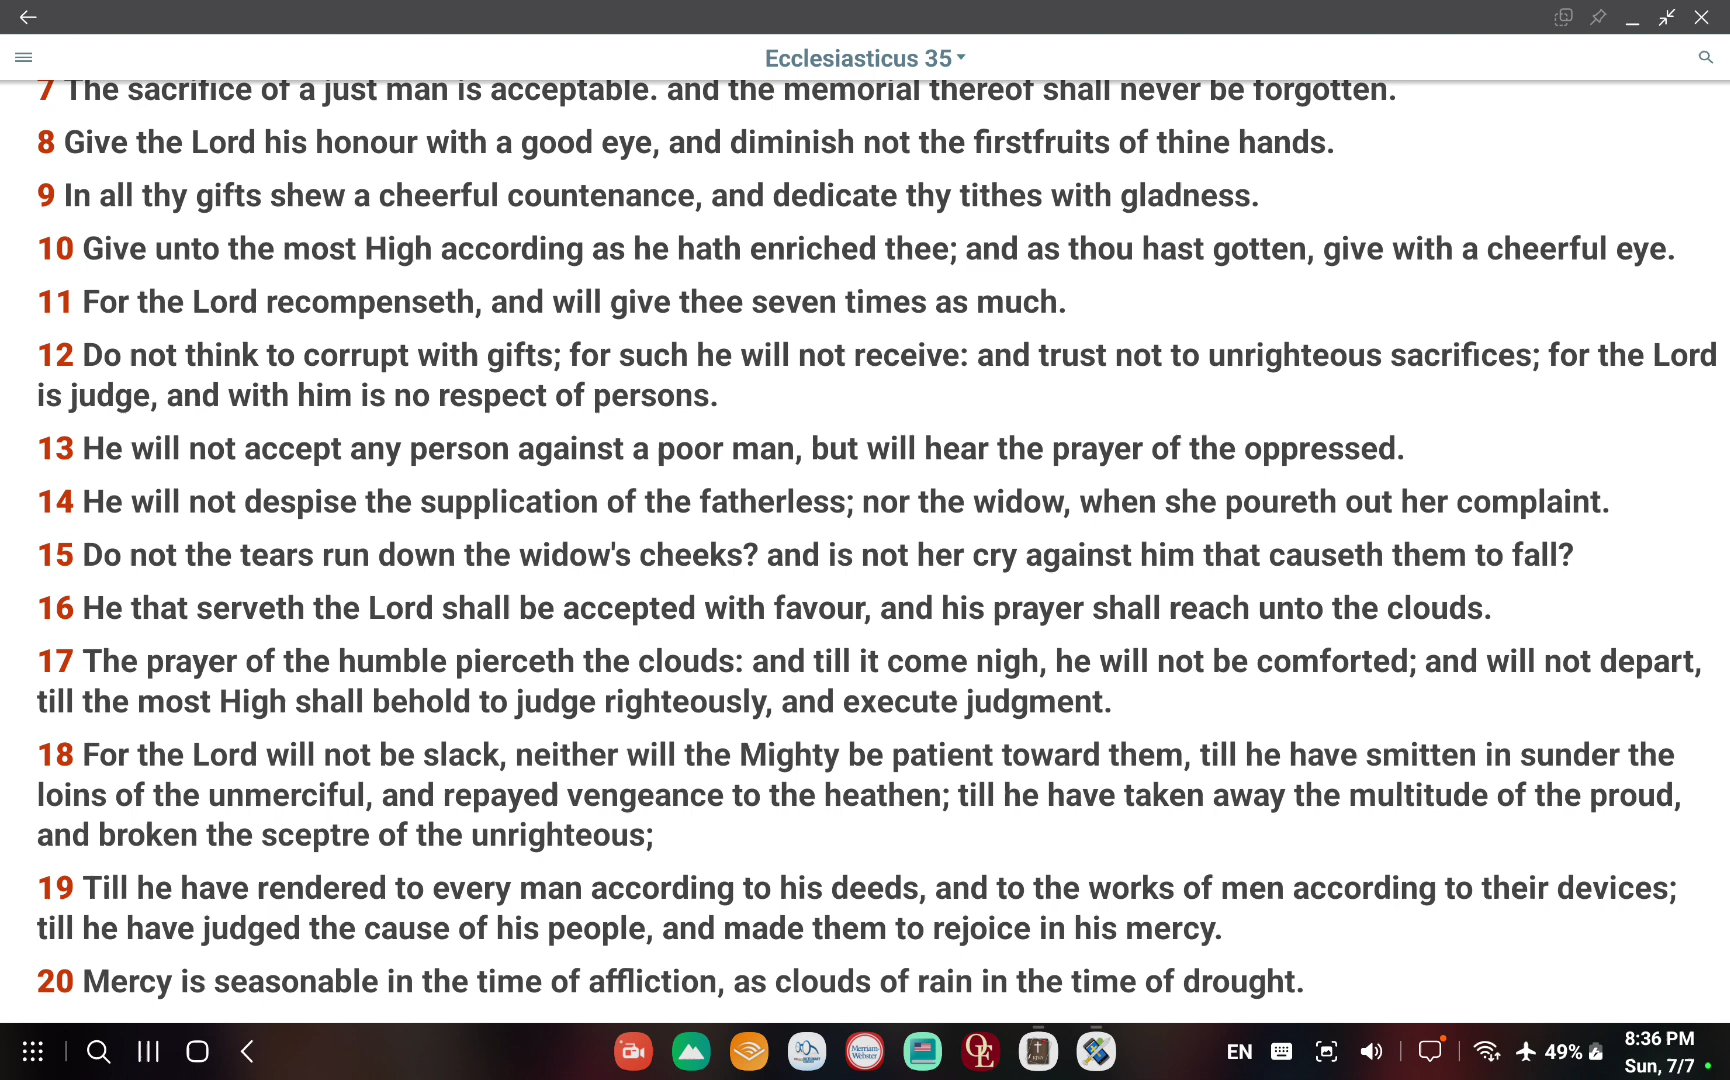 Ecclesiasticus 35
7 The sacrifice of a just man is acceptable. and the memorial thereof shall never be forgotten.
8 Give the Lord his honour with a good eye, and diminish not the firstfruits of thine hands.
9 In all thy gifts shew a cheerful countenance, and dedicate thy tithes with gladness.
10 Give unto the most High according as he hath enriched thee; and as thou hast gotten, give with a cheerful eye.
11 For the Lord recompenseth, and will give thee seven times as much.
12 Do not think to corrupt with gifts; for such he will not receive: and trust not to unrighteous sacrifices; for the Lord
is judge, and with him is no respect of persons.
13 He will not accept any person against a poor man, but will hear the prayer of the oppressed.
14 He will not despise the supplication of the fatherless; nor the widow, when she poureth out her complaint.
15 Do not the tears run down the widow's cheeks? and is not her cry against him that causeth them to fall?
16 He that serveth the Lord shall be accepted with favour, and his prayer shall reach unto the clouds.
17 The prayer of the humble pierceth the clouds: and till it come nigh, he will not be comforted; and will not depart,
till the most High shall behold to judge righteously, and execute judgment.
18 For the Lord will not be slack, neither will the Mighty be patient toward them, till he have smitten in sunder the
loins of the unmerciful, and repayed vengeance to the heathen; till he have taken away the multitude of the proud,
and broken the sceptre of the unrighteous;
19 Till he have rendered to every man according to his deeds, and to the works of men according to their devices;
till he have judged the cause of his people, and made them to rejoice in his mercy.
20 Mercy is seasonable in the time of affliction, as clouds of rain in the time of drought.
Merriam-
Webster
OE
EN
49%
8:36 PM
Sun, 7/7